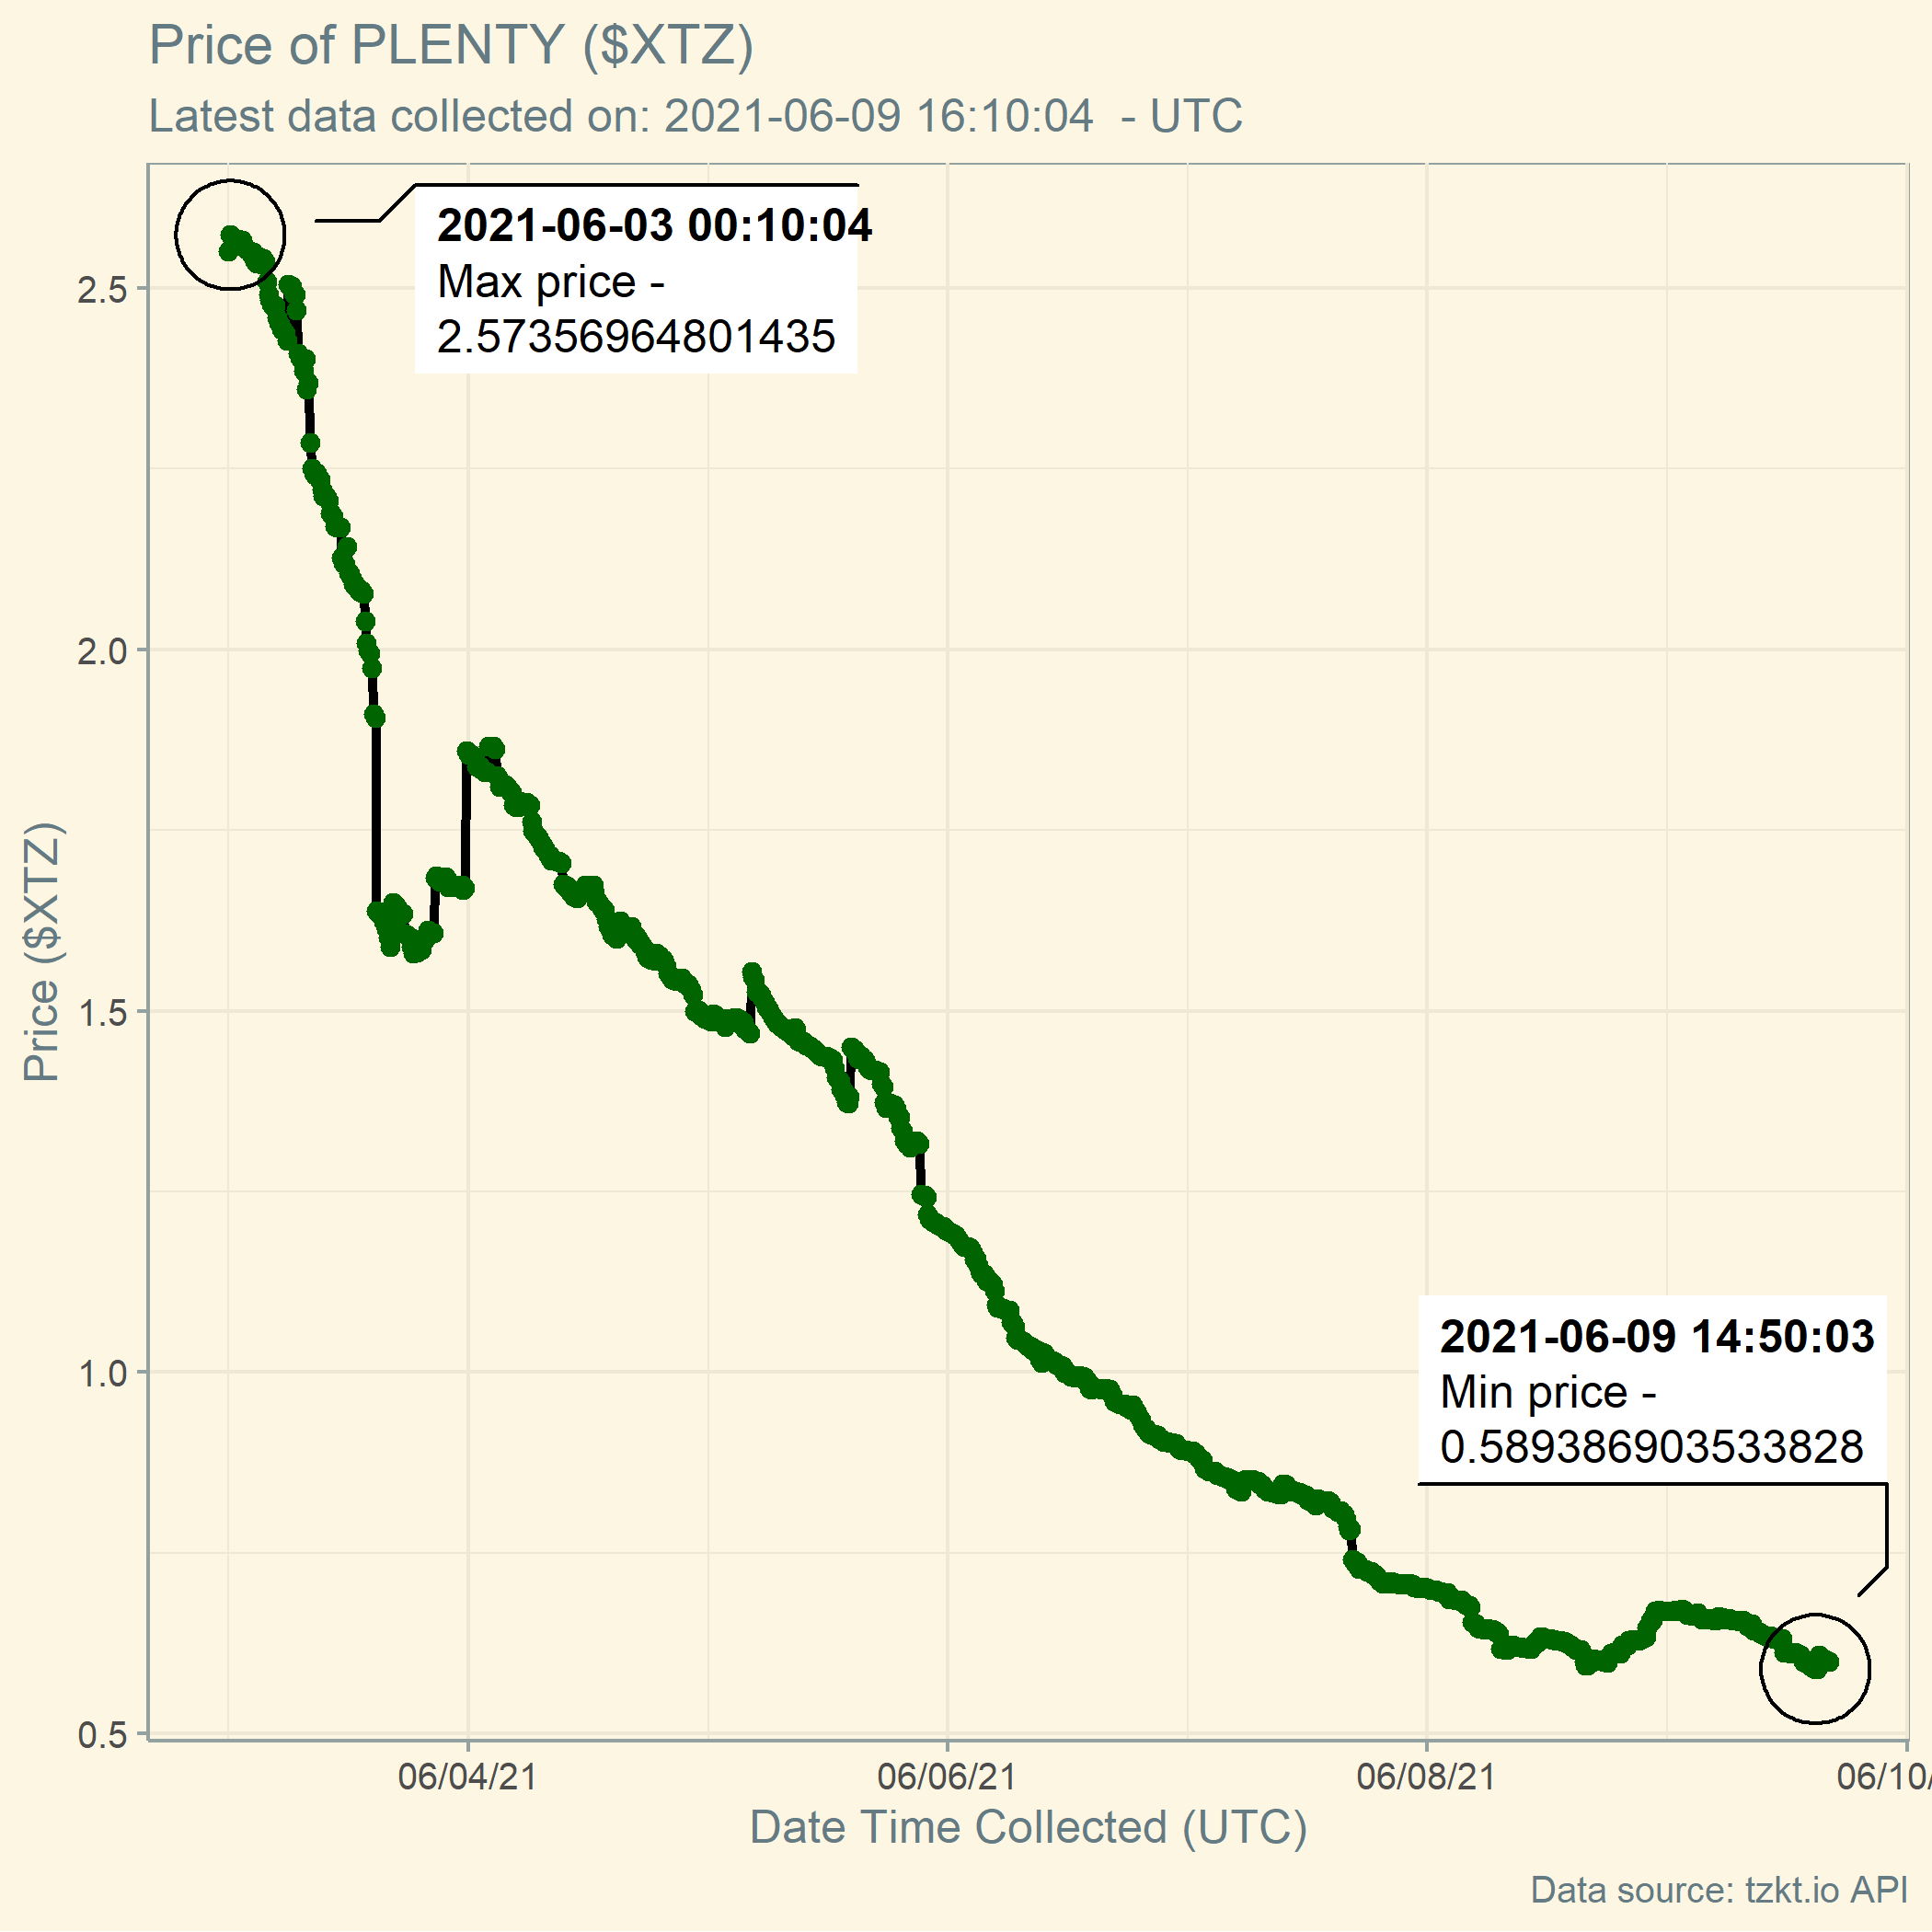 Price of PLENTY ($XTZ)
Latest data collected on: 2021-06-09 16:10:04 - UTC
2021-06-03 00:10:04
Max price -
2.57356964801435
2.5
2.0
1.5
1.0
0.5
Price ($XTZ)
2021-06-09 14:50:03
Min price -
0.589386903533828
06/04/21
06/06/21
06/08/21
06/10/
Date Time Collected (UTC)
Data source: tzkt.io API